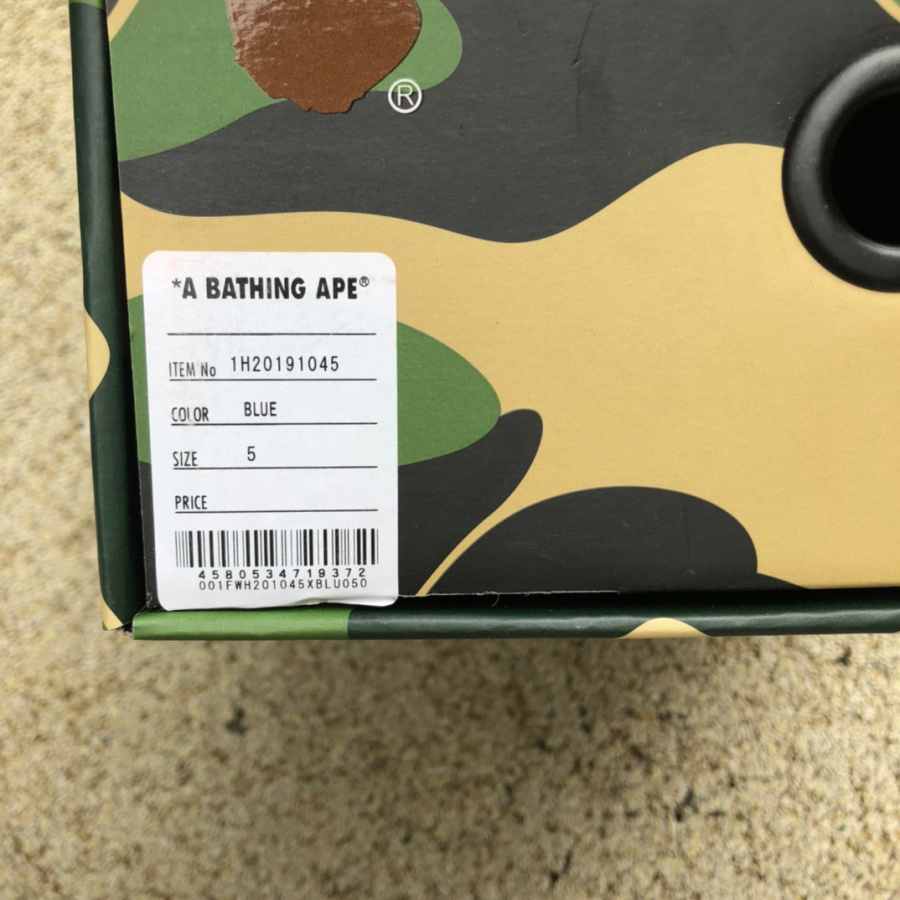 ®
*A BATHING APE®
ITEM No 1H20191045
COLOR BLUE
SIZE 5
PRICE
4580534719372
001FWH201045XBLU050